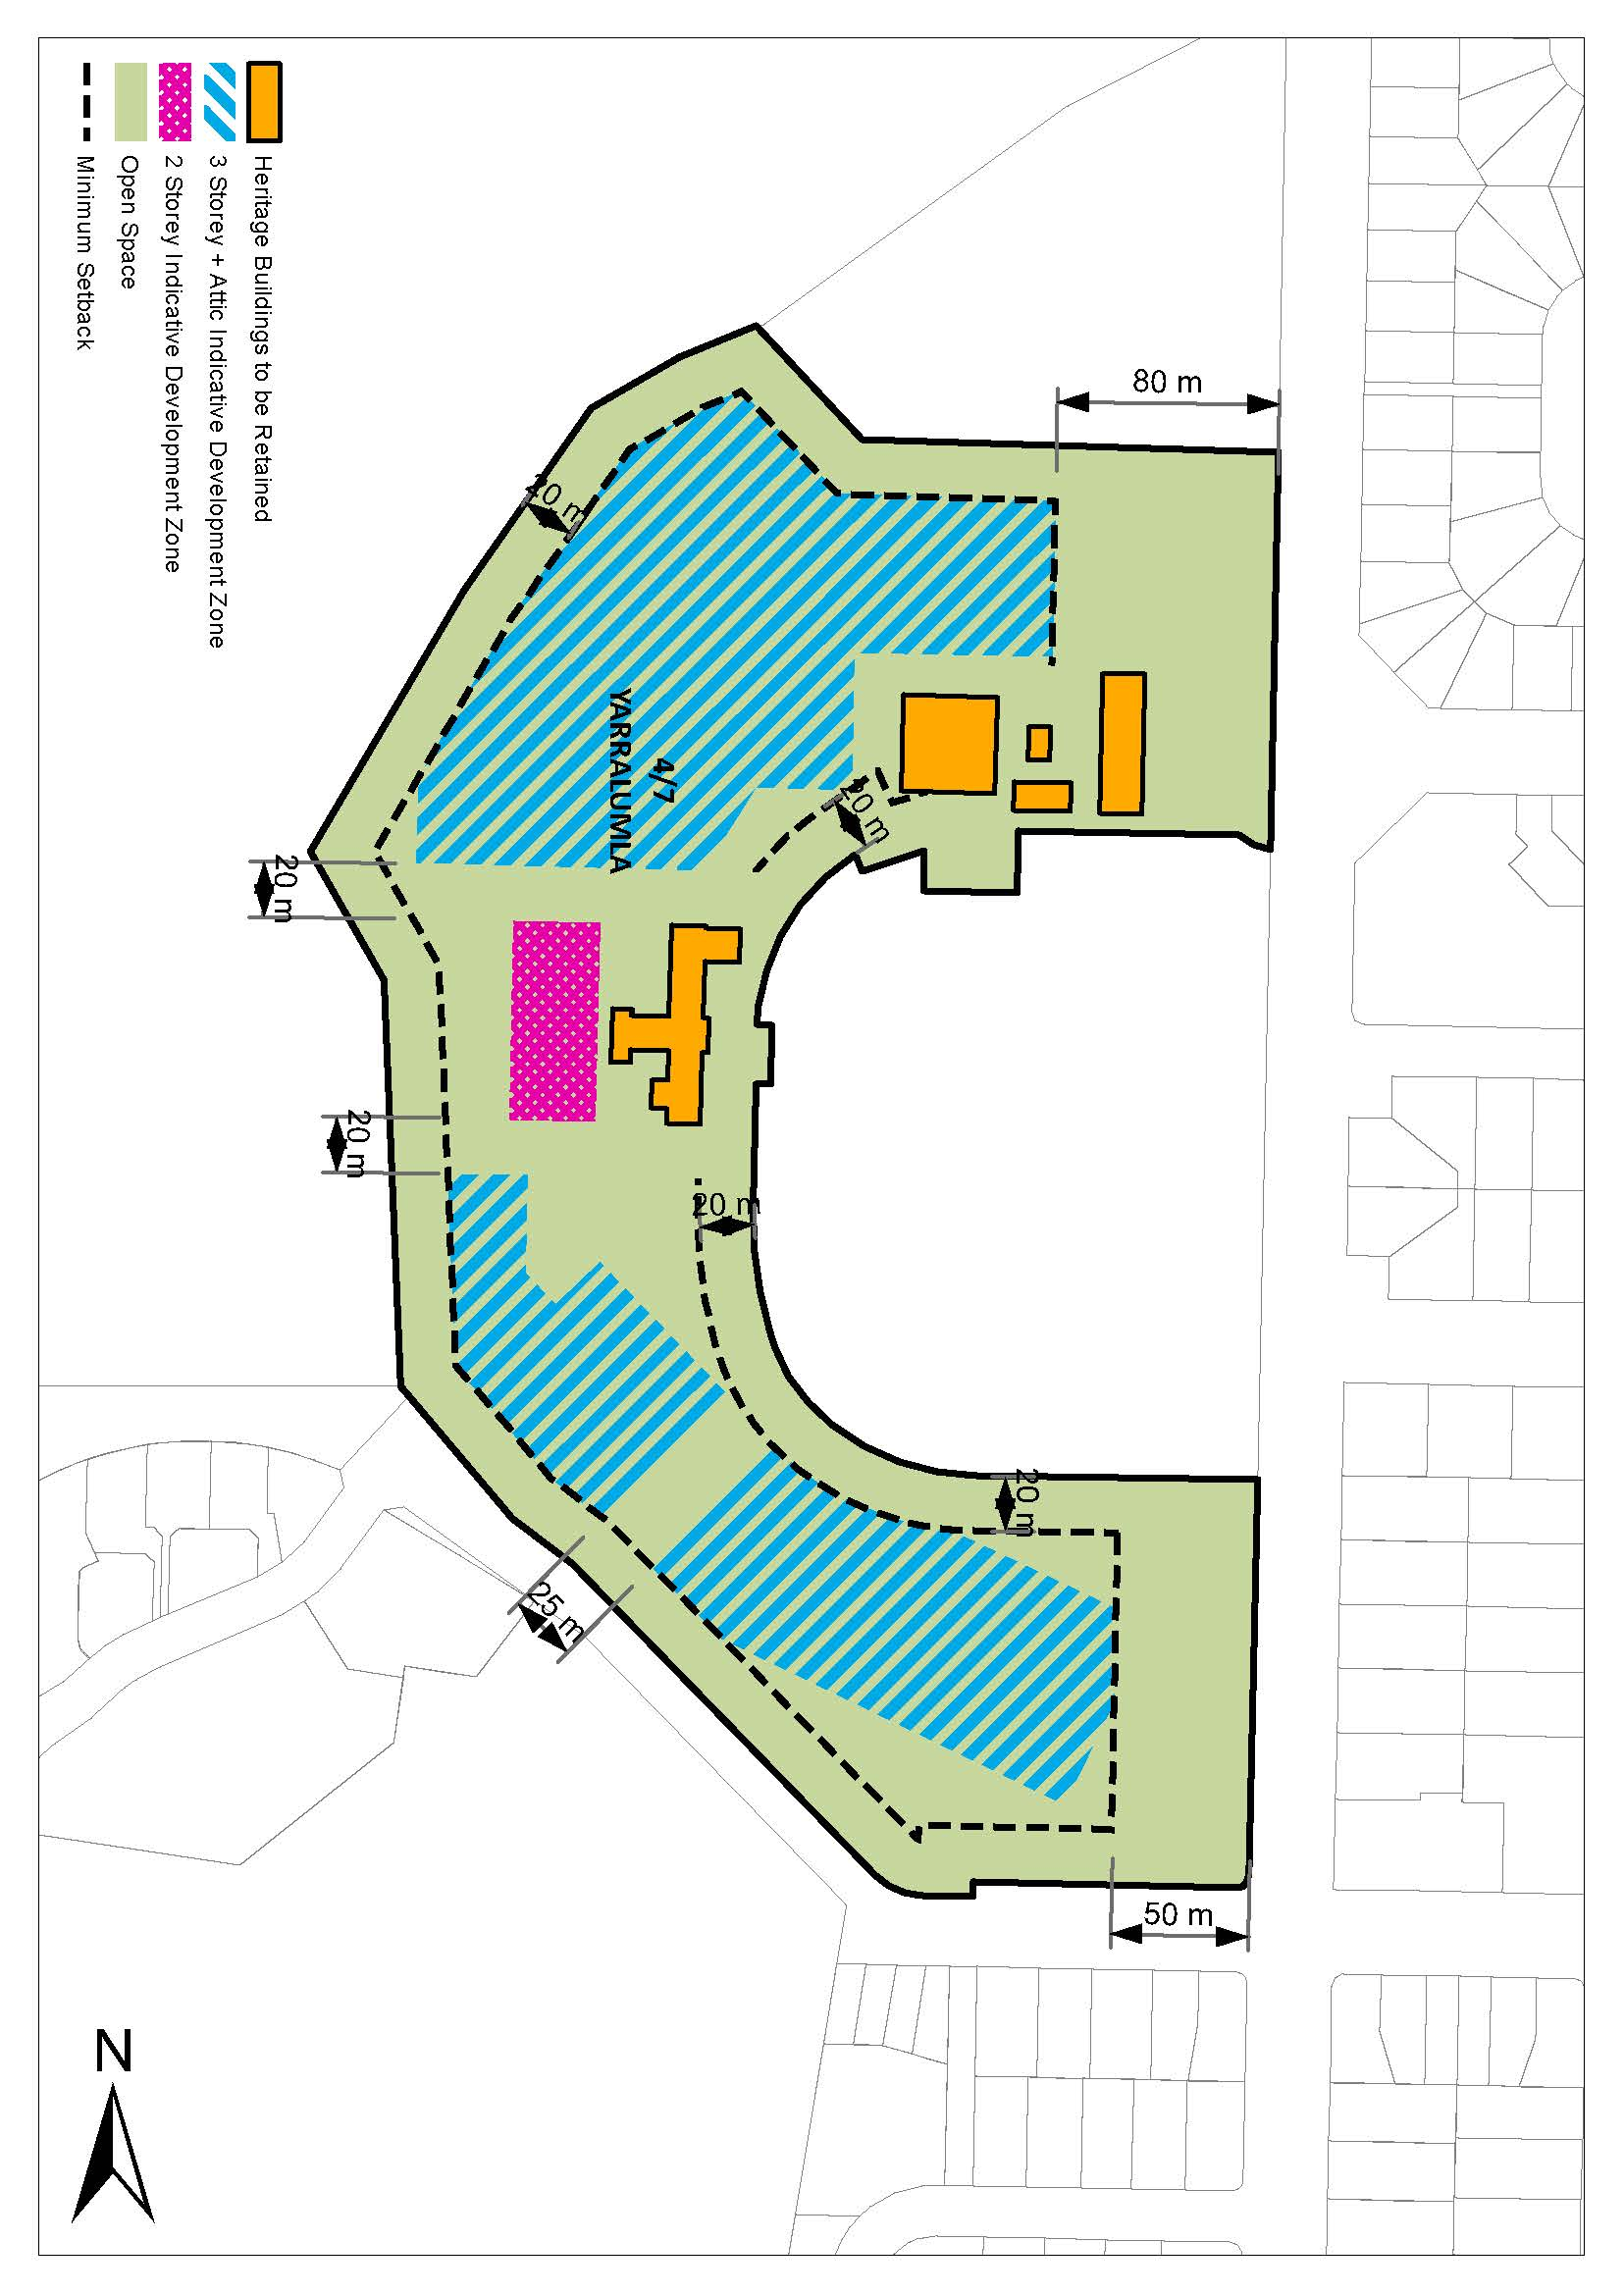 Heritage Buildings to be Retained
3 Storey + Attic Indicative Development Zone
2 Storey Indicative Development Zone
Open Space
Minimum Setback
80 m
20 m
4/7
YARRALUMLA
20 m
20 m
20 m
20 m
20 m
25 m
50 m
N